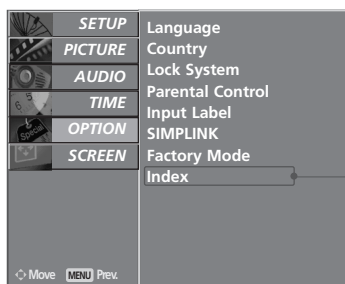 SETUP
PICTURE
AUDIO
TIME
OPTION
SCREEN
Language
Country
Lock System
Parental Control
Input Label
SIMPLINK
Factory Mode
Index
Move MENU Prev.